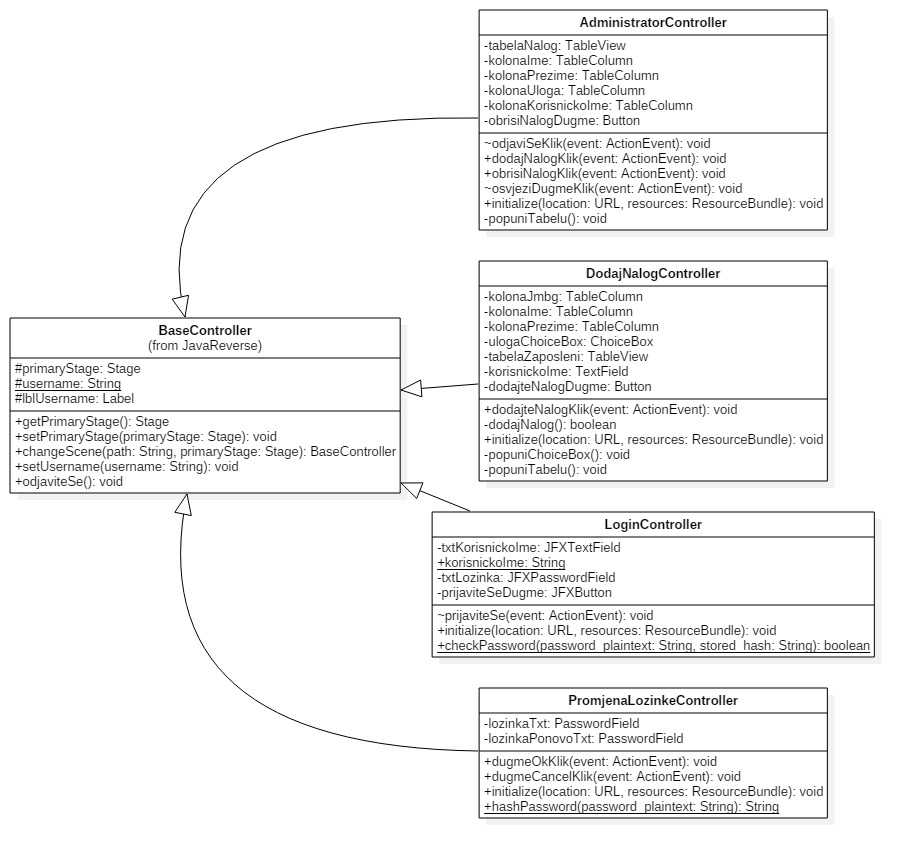 AdministratorController
-tabelaNalog: TableView
-kolonaIme: TableColumn
-kolonaPrezime: TableColumn
-kolonaUloga: TableColumn
-kolonaKorisnickoIme: TableColumn
-obrisiNalogDugme: Button
~odjaviSeKlik(event: ActionEvent): void
+dodajNalogKlik(event: ActionEvent): void
+obrisiNalogKlik(event: ActionEvent): void
~osvjeziDugmeKlik(event: ActionEvent): void
+initialize(location: URL, resources: ResourceBundle): void
-popuniTabelu(): void
DodajNalogController
-kolonaJmbg: TableColumn
-kolonaIme: TableColumn
-kolonaPrezime: TableColumn
-ulogaChoiceBox: ChoiceBox
-tabelaZaposleni: TableView
-korisnickoIme: TextField
-dodajteNalogDugme: Button
+dodajteNalogKlik(event: ActionEvent): void
-dodajNalog(): boolean
+initialize(location: URL, resources: ResourceBundle): void
-popuniChoiceBox(): void
-popuniTabelu(): void
BaseController
(from JavaReverse)
#primaryStage: Stage
#username: String
#lblUsername: Label
+getPrimaryStage(): Stage
+setPrimaryStage(primaryStage: Stage): void
+changeScene(path: String, primaryStage: Stage): BaseController
+setUsername(username: String): void
+odjaviteSe(): void
LoginController
-txtKorisnickoIme: JFXTextField
+korisnickoIme: String
-txtLozinka: JFXPasswordField
-prijaviteSeDugme: JFXButton
~prijaviteSe(event: ActionEvent): void
+initialize(location: URL, resources: ResourceBundle): void
+checkPassword(password_plaintext: String, stored_hash: String): boolean
PromjenaLozinkeController
-lozinkaTxt: PasswordField
-lozinkaPonovoTxt: PasswordField
+dugmeOkKlik(event: ActionEvent): void
+dugmeCancelKlik(event: ActionEvent): void
+initialize(location: URL, resources: ResourceBundle): void
+hashPassword(password_plaintext: String): String